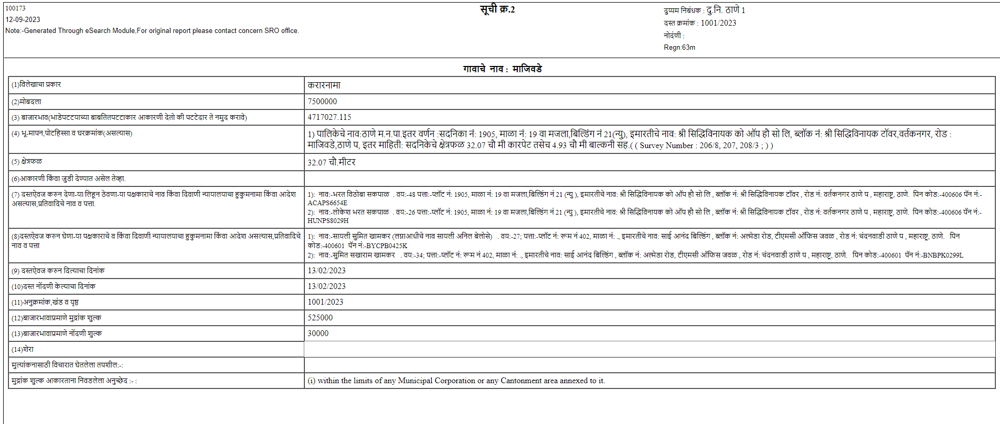 100173
12-09-2023
Note:-Generated Through eSearch Module,For original report please contact concern SRO office.
सूची क्र.2
दुय्यम निबंधक : दु.नि. ठाणे 1
दस्त क्रमांक : 1001/2023
नोदंणी :
Regn:63m
गावाचे नाव : माजिवडे
(1)विलेखाचा प्रकार
करारनामा
(2)मोबदला
7500000
(3) बाजारभाव(भाडेपटटयाच्या बाबतितपटटाकार आकारणी देतो की पटटेदार ते नमुद करावे)
4717027.115
(4) भू-मापन,पोटहिस्सा व घरक्रमांक(असल्यास)
1) पालिकेचे नाव:ठाणे म.न.पा.इतर वर्णन :सदनिका नं: 1905, माळा नं: 19 वा मजला,बिल्डिंग नं 21(न्यु), इमारतीचे नाव: श्री सिद्धिविनायक को ऑप हौ सो लि, ब्लॉक नं: श्री सिद्धिविनायक टॉवर,वर्तकनगर, रोड :
माजिवडे,ठाणे प, इतर माहिती: सदनिकेचे क्षेत्रफळ 32.07 चौ मी कारपेट तसेच 4.93 चौ मी बाल्कनी सह.( ( Survey Number : 206/8, 207, 208/3 ; ) )
(5) क्षेत्रफळ
32.07 चौ.मीटर
(6)आकारणी किंवा जुडी देण्यात असेल तेव्हा.
(7) दस्तऐवज करुन देणा-या/लिहून ठेवणा-या पक्षकाराचे नाव किंवा दिवाणी न्यायालयाचा हुकुमनामा किंवा आदेश
असल्यास,प्रतिवादिचे नाव व पत्ता.
1): नाव:-भरत विठोबा सकपाळ . वय:-48 पत्ता:-प्लॉट नं: 1905, माळा नं: 19 वा मजला,बिल्डिंग नं 21 (न्यु ), इमारतीचे नाव: श्री सिद्धिविनायक को ऑप हौ सो लि , ब्लॉक नं: श्री सिद्धिविनायक टॉवर , रोड नं: वर्तकनगर ठाणे प , महाराष्ट्र, ठाणे. पिन कोड:-400606 पॅन नं:-
ACAPS6654E
2): नाव:-लोकेश भरत सकपाळ . वय:-26 पत्ता:-प्लॉट नं: 1905, माळा नं: 19 वा मजला,बिल्डिंग नं 21 (न्यु ), इमारतीचे नाव: श्री सिद्धिविनायक को ऑप हौ सो लि , ब्लॉक नं: श्री सिद्धिविनायक टॉवर , रोड नं: वर्तकनगर ठाणे प , महाराष्ट्र, ठाणे. पिन कोड:-400606 पॅन नं:-
HUNPS8029H
(8)दस्तऐवज करुन घेणा-या पक्षकाराचे व किंवा दिवाणी न्यायालयाचा हुकुमनामा किंवा आदेश असल्यास,प्रतिवादिचे
नाव व पत्ता
1): नाव:-सायली सुमित खामकर (लग्नाआधीचे नाव सायली अनिल बेलोसे) . वय:-27; पत्ता:-प्लॉट नं: रूम नं 402, माळा नं: ., इमारतीचे नाव: साई आनंद बिल्डिंग , ब्लॉक नं: अल्मेडा रोड, टीएमसी ऑफिस जवळ , रोड नं: चंदनवाडी ठाणे प , महाराष्ट्र, ठाणे. पिन
कोड:-400601 पॅन नं:-BYCPB0425K
2): नाव:-सुमित सखाराम खामकर . वय:-34; पत्ता:-प्लॉट नं: रूम नं 402, माळा नं: ., इमारतीचे नाव: साई आनंद बिल्डिंग , ब्लॉक नं: अल्मेडा रोड, टीएमसी ऑफिस जवळ , रोड नं: चंदनवाडी ठाणे प , महाराष्ट्र, ठाणे. पिन कोड:-400601 पॅन नं:-BNBPK0299L
(9) दस्तऐवज करुन दिल्याचा दिनांक
13/02/2023
(10)दस्त नोंदणी केल्याचा दिनांक
13/02/2023
(11)अनुक्रमांक,खंड व पृष्ठ
1001/2023
(12)बाजारभावाप्रमाणे मुद्रांक शुल्क
525000
(13)बाजारभावाप्रमाणे नोंदणी शुल्क
30000
(14)शेरा
मुल्यांकनासाठी विचारात घेतलेला तपशील:-:
मुद्रांक शुल्क आकारताना निवडलेला अनुच्छेद :- :
(i) within the limits of any Municipal Corporation or any Cantonment area annexed to it.